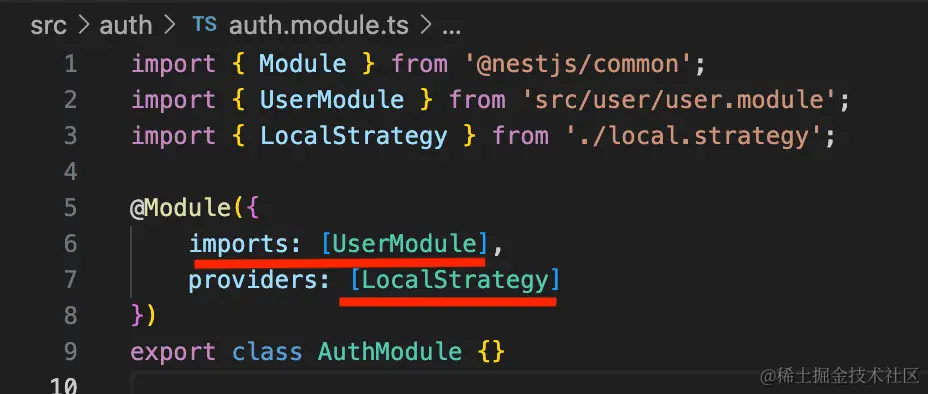 src > auth > TS auth.module.ts > ...
1 import { Module } from '@nestjs/common';
2 import { UserModule } from 'src/user/user.module';
3 import { LocalStrategy } from './local.strategy';
4
5 @Module({
6     imports: [UserModule],
7     providers: [LocalStrategy]
8 })
9 export class AuthModule {}
10
@稀土掘金技术社区